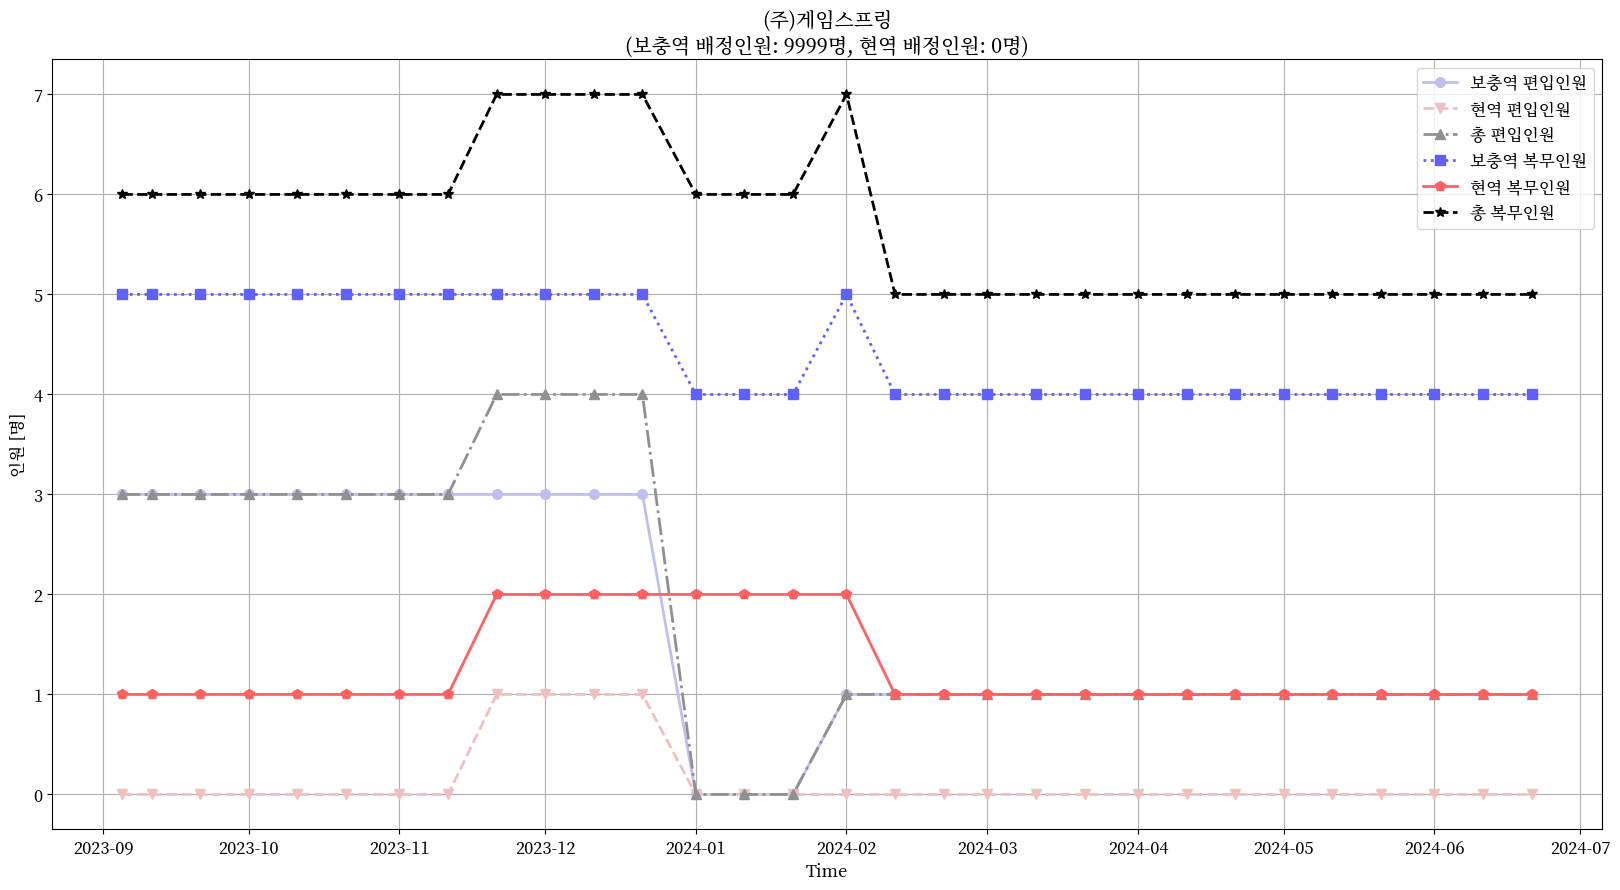 (주)게임스프링
(보충역 배정인원: 9999명, 현역 배정인원: 0명)
보충역 편입인원
현역 편입인원
총 편입인원
보충역 복무인원
현역 복무인원
총 복무인원
인원 [명]
7
6
5
4
3
2
1
0
2023-09 2023-10 2023-11 2023-12 2024-01 2024-02 2024-03 2024-04 2024-05 2024-06 2024-07
Time